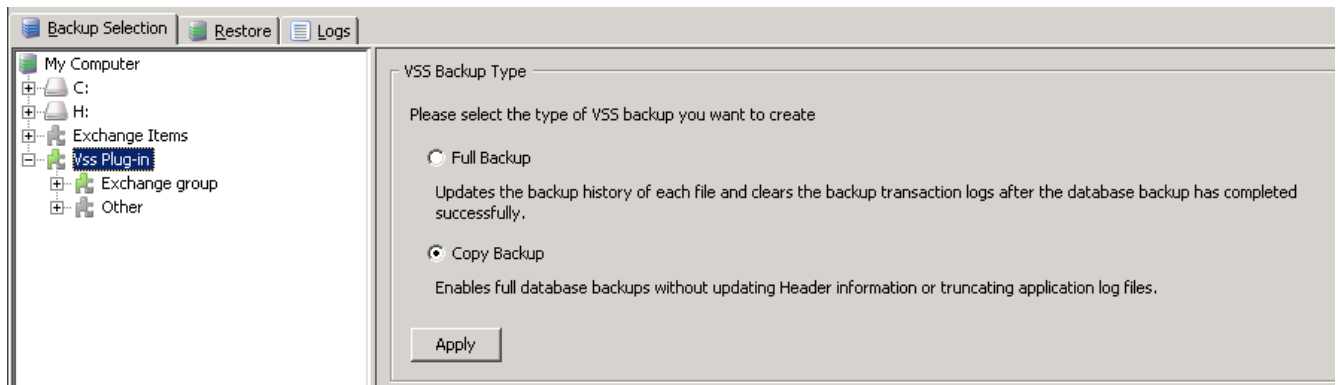 Backup Selection
Restore
Logs
My Computer
C:
H:
Exchange Items
Vss Plug-in
Exchange group
Other
VSS Backup Type
Please select the type of VSS backup you want to create
Full Backup
Updates the backup history of each file and clears the backup transaction logs after the database backup has completed
successfully.
Copy Backup
Enables full database backups without updating Header information or truncating application log files.
Apply